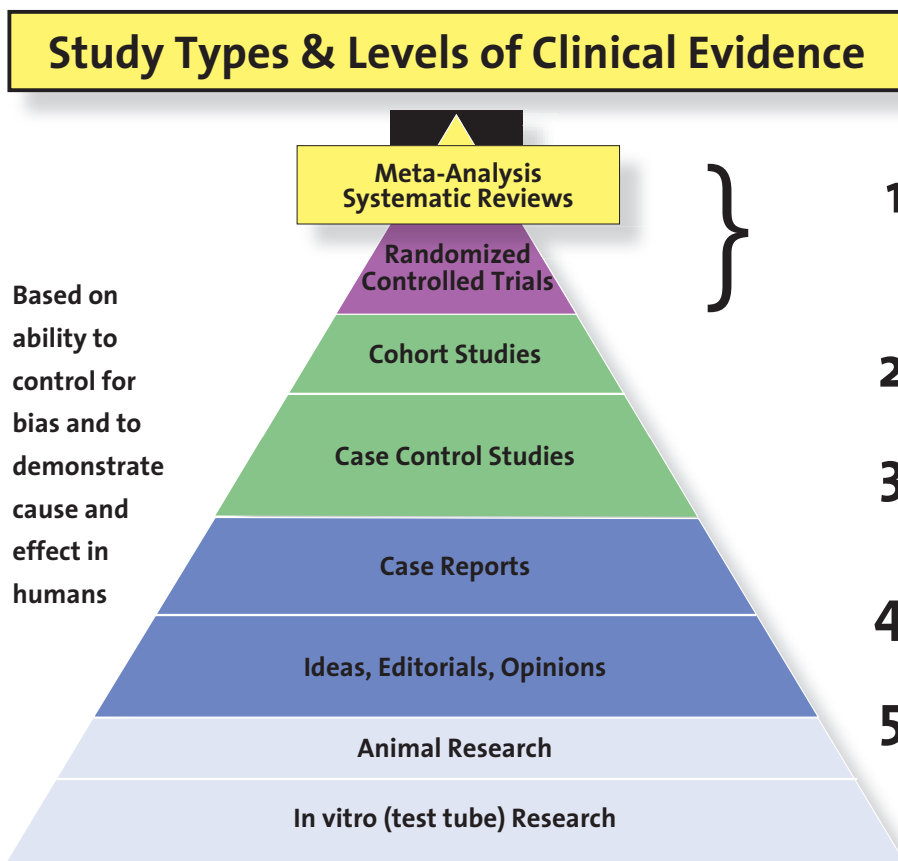 Study Types & Levels of Clinical Evidence
Meta-Analysis
Systematic Reviews
1
Randomized
Controlled Trials
Based on
ability to
control for
bias and to
demonstrate
cause and
effect in
humans
Cohort Studies
2
Case Control Studies
3
Case Reports
4
Ideas, Editorials, Opinions
5
Animal Research
In vitro (test tube) Research